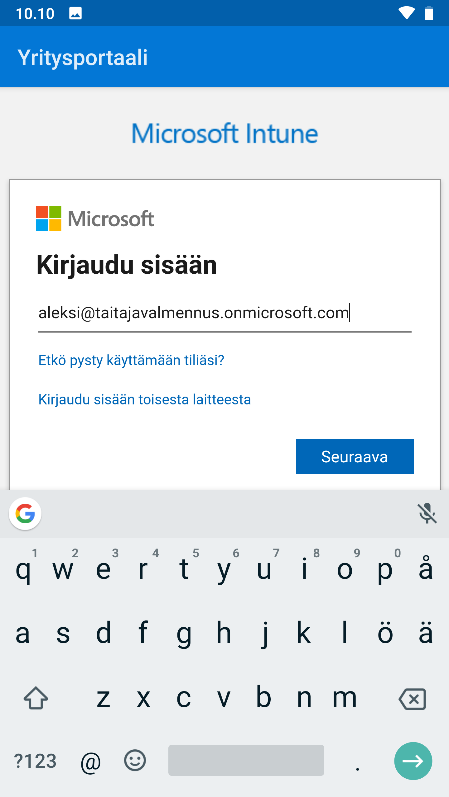 10.10
Yritysportaali
Microsoft Intune
Microsoft
Kirjaudu sisään
aleksi@taitajavalmennus.onmicrosoft.com
Etkö pysty käyttämään tiliäsi?
Kirjaudu sisään toisesta laitteesta
Seuraava
G
1 2 3 4 5 6 7 8 9 0
q w e r t y u i o p å
a s d f g h j k l ö ä
z x c v b n m
?123 @ .